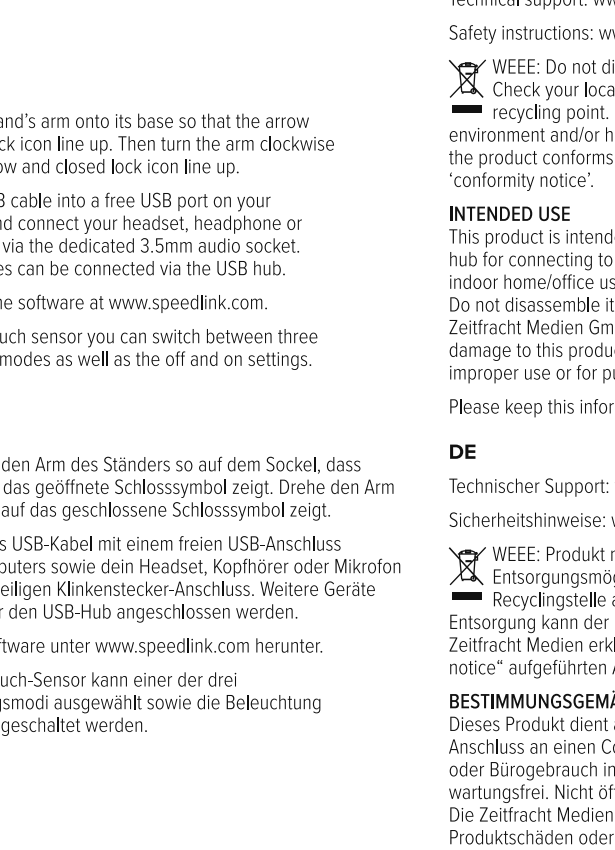 and's arm onto its base so that the arrow
ck icon line up. Then turn the arm clockwise
ow and closed lock icon line up.
B cable into a free USB port on your
nd connect your headset, headphone or
via the dedicated 3.5mm audio socket.
es can be connected via the USB hub.
he software at www.speedlink.com.
uch sensor you can switch between three
modes as well as the off and on settings.
den Arm des Ständers so auf dem Sockel, dass
das geöffnete Schlosssymbol zeigt. Drehe den Arm
auf das geschlossene Schlosssymbol zeigt.
s USB-Kabel mit einem freien USB-Anschluss
puters sowie dein Headset, Kopfhörer oder Mikrofon
eiligen Klinkenstecker-Anschluss. Weitere Geräte
r den USB-Hub angeschlossen werden.
ftware unter www.speedlink.com herunter.
uch-Sensor kann einer der drei
gsmodi ausgewählt sowie die Beleuchtung
geschaltet werden.
Technical support: ww
Safety instructions: ww
WEEE: Do not di
Check your loca
recycling point.
environment and/or h
the product conforms
‘conformity notice’.
INTENDED USE
This product is intend
hub for connecting to
indoor home/office us
Do not disassemble it
Zeitfracht Medien Gm
damage to this produ
improper use or for pu
Please keep this infor
DE
Technischer Support:
Sicherheitshinweise: w
WEEE: Produkt n
Entsorgungsmög
Recyclingstelle a
Entsorgung kann der
Zeitfracht Medien erkl
notice“ aufgeführten A
BESTIMMUNGSGEMÄ
Dieses Produkt dient a
Anschluss an einen Co
oder Bürogebrauch in
wartungsfrei. Nicht öf
Die Zeitfracht Medien
Produktschäden oder